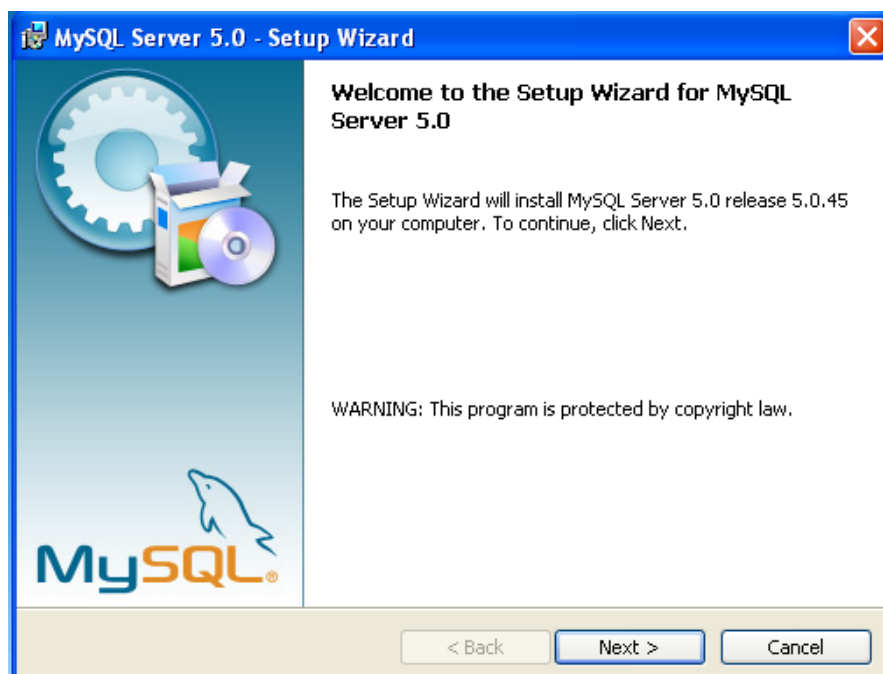 MySQL Server 5.0 - Setup Wizard
Welcome to the Setup Wizard for MySQL
Server 5.0
The Setup Wizard will install MySQL Server 5.0 release 5.0.45
on your computer. To continue, click Next.
WARNING: This program is protected by copyright law.
MySQL®
< Back
Next >
Cancel